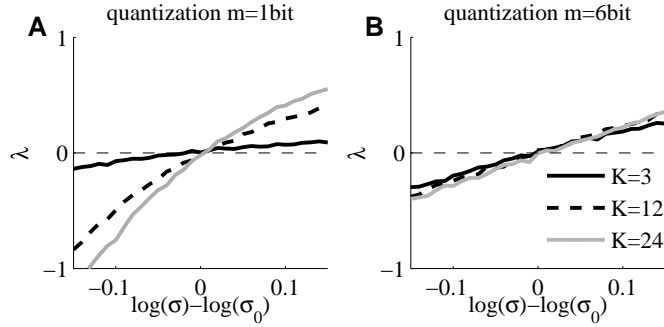 quantization m=1bit
A
1
0
−1
λ
−0.1
0
0.1
log(σ)−log(σ₀)
quantization m=6bit
B
1
0
−1
λ
K=3
K=12
K=24
−0.1
0
0.1
log(σ)−log(σ₀)